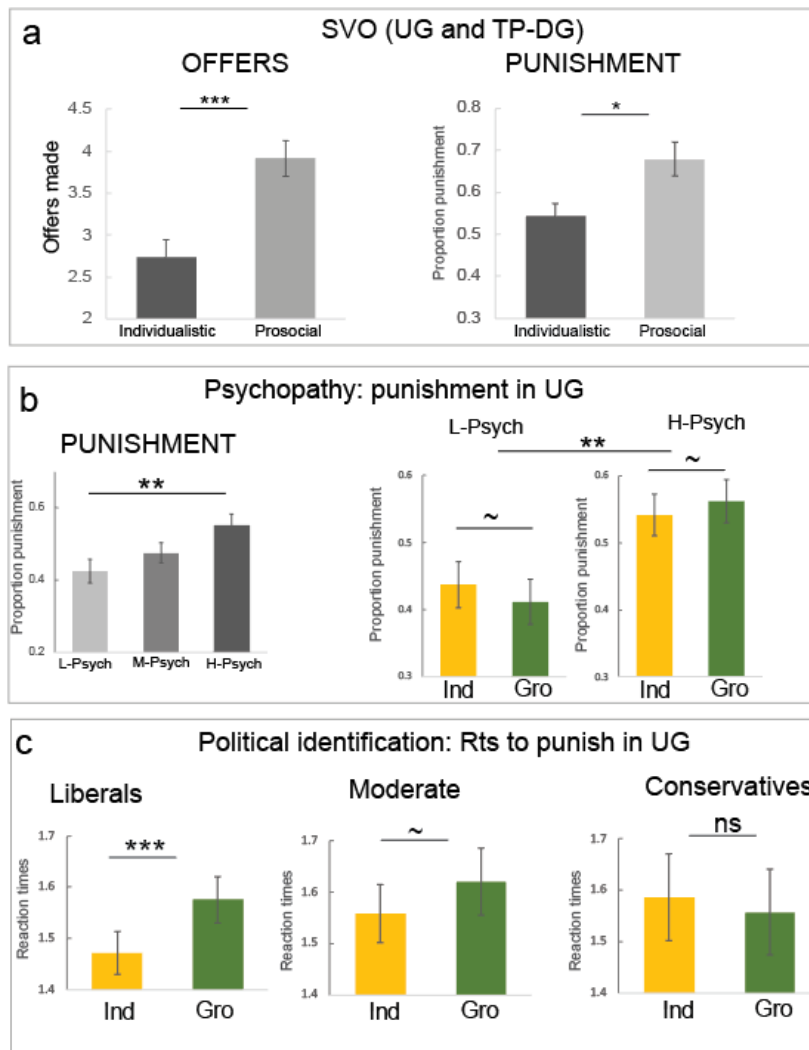 a
SVO (UG and TP-DG)
OFFERS
PUNISHMENT
Offers made
4.5
4
3.5
3
2.5
2
***
Individualistic Prosocial
Proportion punishment
0.8
0.7
0.6
0.5
0.4
0.3
*
Individualistic Prosocial
b
Psychopathy: punishment in UG
PUNISHMENT
Proportion punishment
0.6
0.4
0.2
**
L-Psych M-Psych H-Psych
L-Psych
**
H-Psych
Proportion punishment
0.6
0.5
0.4
0.3
~
Ind Gro
Proportion punishment
0.6
0.5
0.4
0.3
~
Ind Gro
c
Political identification: Rts to punish in UG
Liberals
Reaction times
1.7
1.6
1.5
1.4
***
Ind Gro
Moderate
Reaction times
1.7
1.6
1.5
1.4
~
Ind Gro
Conservatives
Reaction times
1.7
1.6
1.5
1.4
ns
Ind Gro